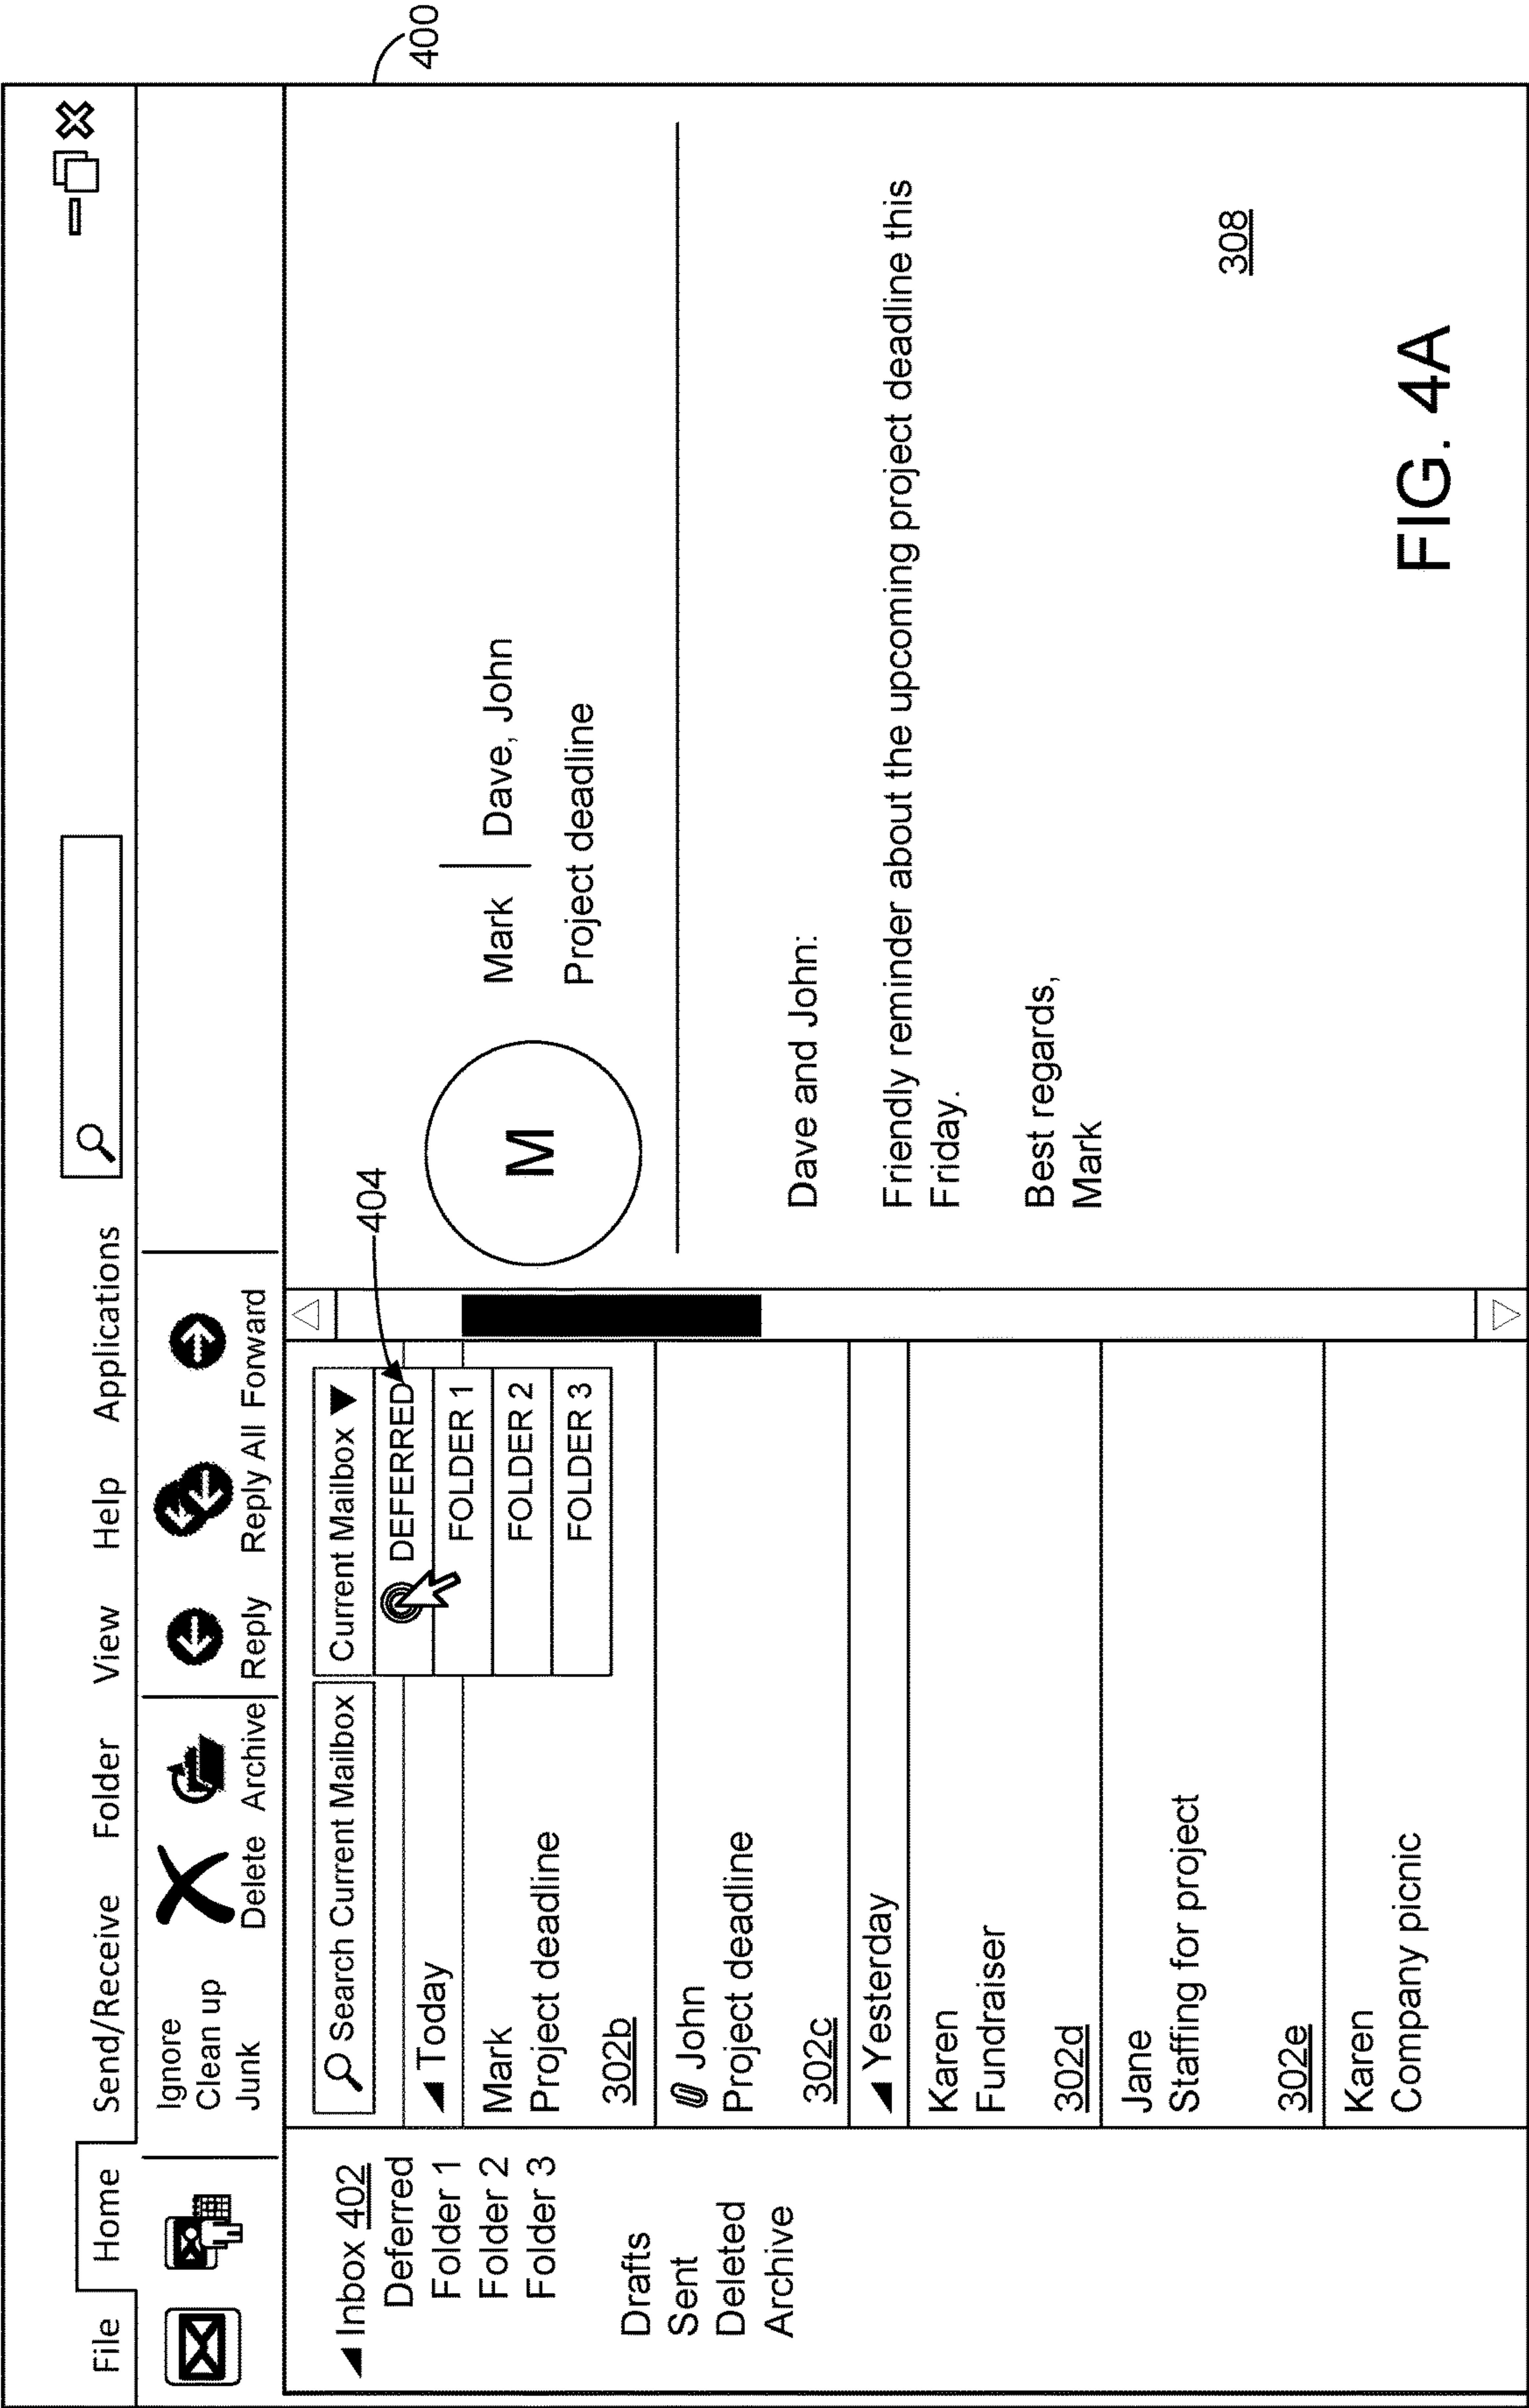 File Home Send/Receive Folder View Help Applications
Ignore
Clean up
Junk
Delete Archive Reply Reply All Forward
400
Inbox 402
Deferred
Folder 1
Folder 2
Folder 3
Drafts
Sent
Deleted
Archive
Search Current Mailbox Current Mailbox
DEFERRED
FOLDER 1
FOLDER 2
FOLDER 3
404
Today
Mark
Project deadline
302b
John
Project deadline
302c
Yesterday
Karen
Fundraiser
302d
Jane
Staffing for project
302e
Karen
Company picnic
M
Mark | Dave, John
Project deadline
Dave and John:
Friendly reminder about the upcoming project deadline this
Friday.
Best regards,
Mark
308
FIG. 4A